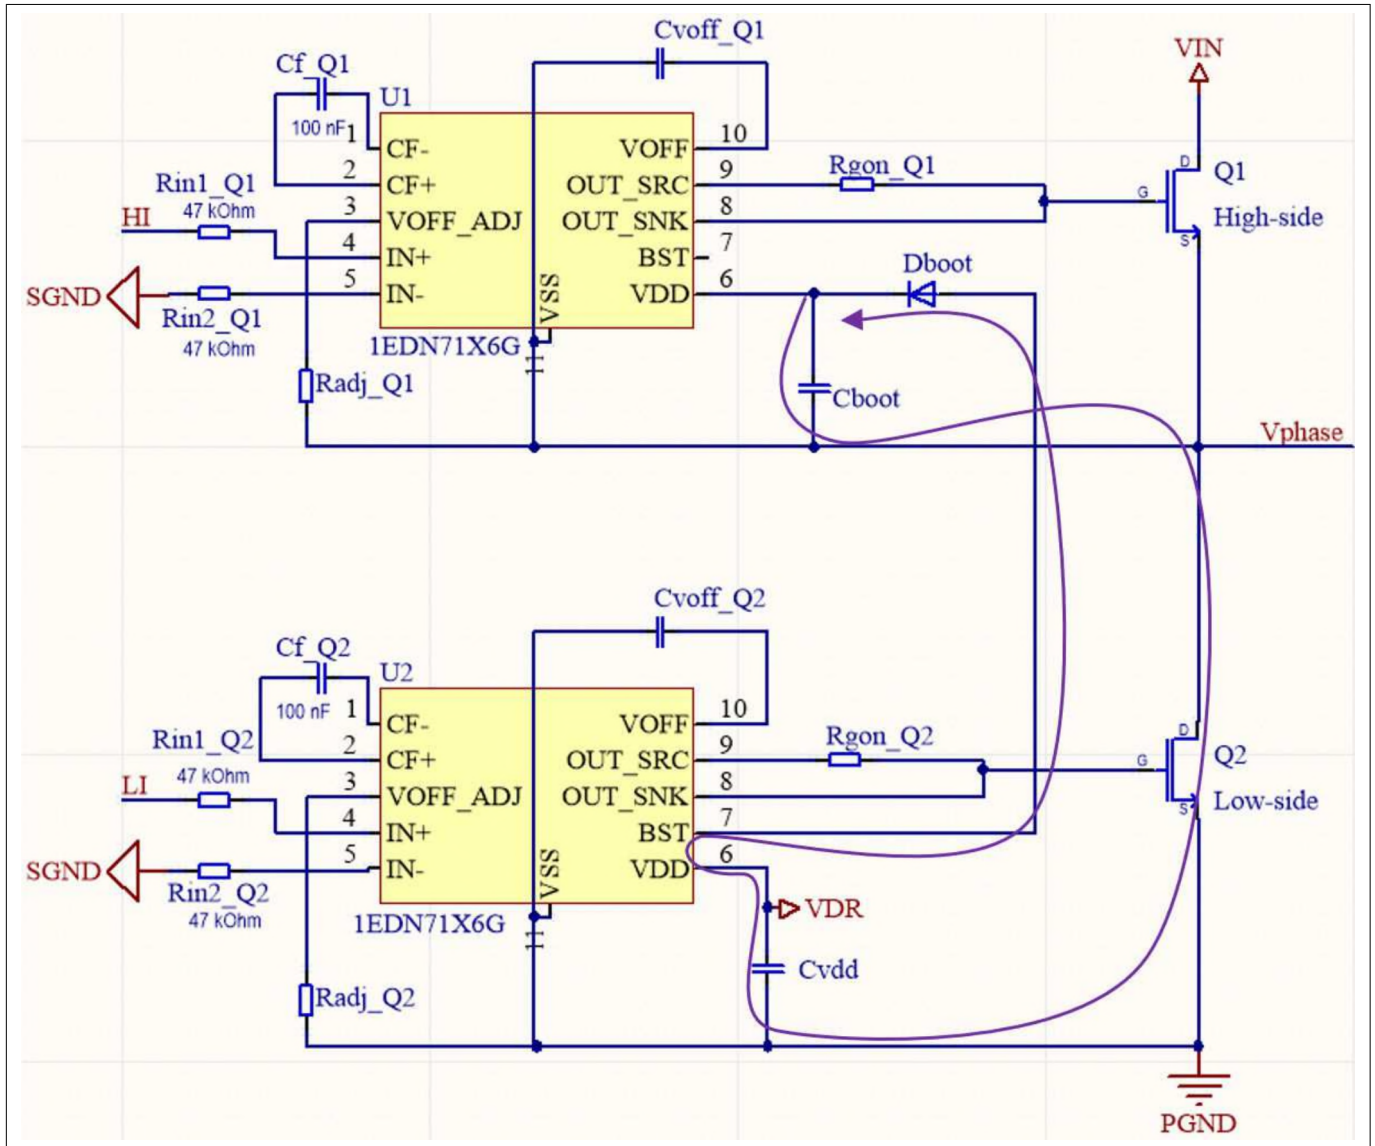 Cvoff_Q1
VIN
Cf_Q1
U1
100 nF
1
CF-
VOFF
10
D
Q1
2
CF+
OUT_SRC
9
Rgon_Q1
G
Rin1_Q1
47 kOhm
3
VOFF_ADJ
OUT_SNK
8
S
High-side
HI
4
IN+
BST
7
Dboot
SGND
5
IN-
VSS
VDD
6
Rin2_Q1
47 kOhm
1EDN71X6G
11
Radj_Q1
Cboot
Vphase
Cvoff_Q2
Cf_Q2
U2
100 nF
1
CF-
VOFF
10
D
Rin1_Q2
47 kOhm
2
CF+
OUT_SRC
9
Rgon_Q2
G
Q2
LI
3
VOFF_ADJ
OUT_SNK
8
S
Low-side
4
IN+
BST
7
SGND
5
IN-
VSS
VDD
6
Rin2_Q2
47 kOhm
1EDN71X6G
11
VDR
Radj_Q2
Cvdd
PGND